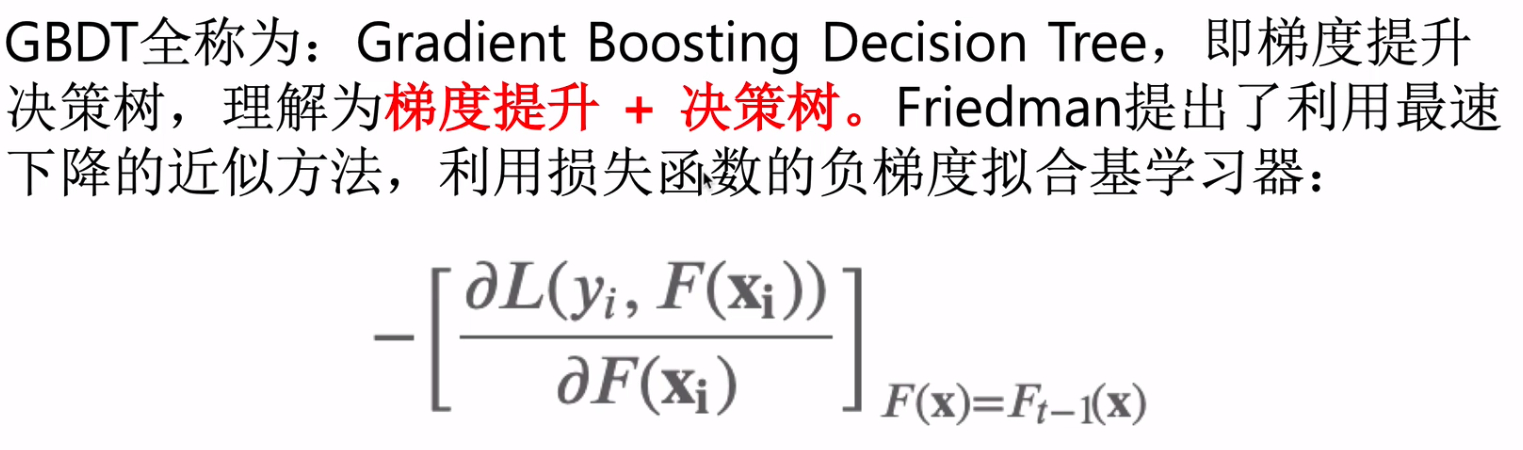 GBDT全称为：Gradient Boosting Decision Tree，即梯度提升
决策树，理解为梯度提升 + 决策树。Friedman提出了利用最速
下降的近似方法，利用损失函数的负梯度拟合基学习器：
−[∂L(yᵢ, F(𝐱ᵢ)) / ∂F(𝐱ᵢ)]F(𝐱)=Fₜ₋₁(𝐱)